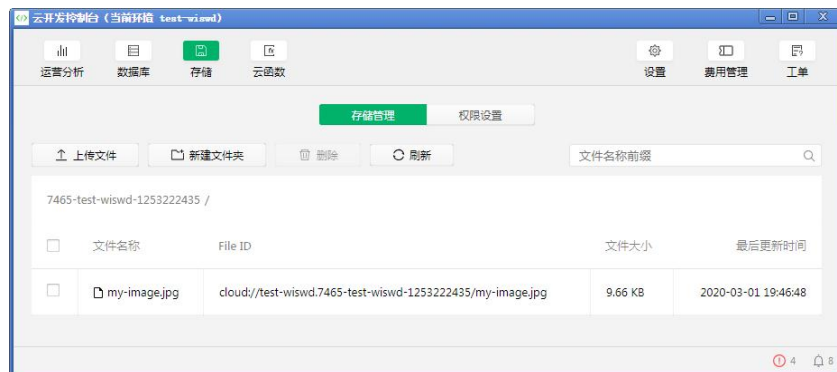 云开发控制台（当前环境 test-wiswd）
运营分析 数据库 存储 云函数 设置 费用管理 工单
存储管理 权限设置
上传文件 新建文件夹 删除 刷新 文件名称前缀
7465-test-wiswd-1253222435 /
文件名称 File ID 文件大小 最后更新时间
my-image.jpg cloud://test-wiswd.7465-test-wiswd-1253222435/my-image.jpg 9.66 KB 2020-03-01 19:46:48
4 8